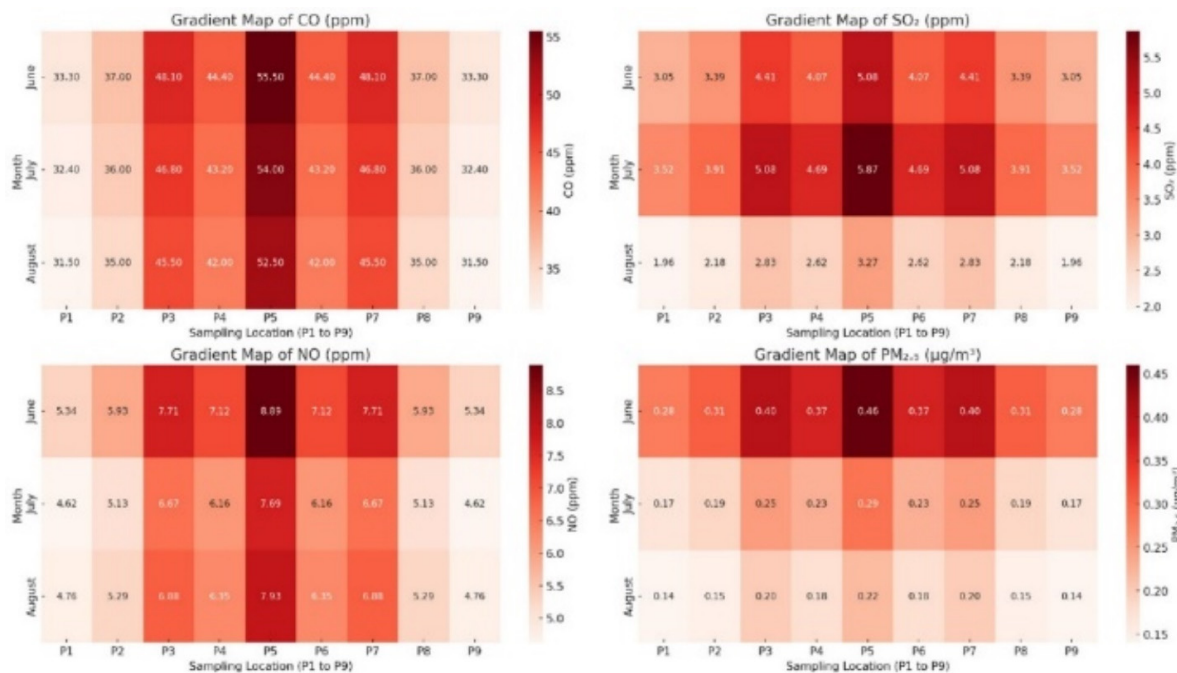 Gradient Map of CO (ppm)
June
33.30 37.00 48.10 44.40 55.50 44.40 48.10 37.00 33.30
Month
July
32.40 36.00 46.80 43.20 54.00 43.20 46.80 36.00 32.40
August
31.50 35.00 45.50 42.00 52.50 42.00 45.50 35.00 31.50
P1 P2 P3 P4 P5 P6 P7 P8 P9
Sampling Location (P1 to P9)
55
50
45
40
35
CO (ppm)
Gradient Map of SO₂ (ppm)
June
3.05 3.39 4.41 4.07 5.08 4.07 4.41 3.39 3.05
Month
July
3.52 3.91 5.08 4.69 5.87 4.69 5.08 3.91 3.52
August
1.96 2.18 2.83 2.62 3.27 2.62 2.83 2.18 1.96
P1 P2 P3 P4 P5 P6 P7 P8 P9
Sampling Location (P1 to P9)
5.5
5.0
4.5
4.0
3.5
3.0
2.5
2.0
SO₂ (ppm)
Gradient Map of NO (ppm)
June
5.34 5.93 7.71 7.12 8.89 7.12 7.71 5.93 5.34
Month
July
4.62 5.13 6.67 6.16 7.69 6.16 6.67 5.13 4.62
August
4.76 5.29 6.88 6.35 7.93 6.35 6.88 5.29 4.76
P1 P2 P3 P4 P5 P6 P7 P8 P9
Sampling Location (P1 to P9)
8.5
8.0
7.5
7.0
6.5
6.0
5.5
5.0
NO (ppm)
Gradient Map of PM₂.₅ (µg/m³)
June
0.28 0.31 0.40 0.37 0.46 0.37 0.40 0.31 0.28
Month
July
0.17 0.19 0.25 0.23 0.29 0.23 0.25 0.19 0.17
August
0.14 0.15 0.20 0.18 0.22 0.18 0.20 0.15 0.14
P1 P2 P3 P4 P5 P6 P7 P8 P9
Sampling Location (P1 to P9)
0.45
0.40
0.35
0.30
0.25
0.20
0.15
PM₂.₅ (µg/m³)